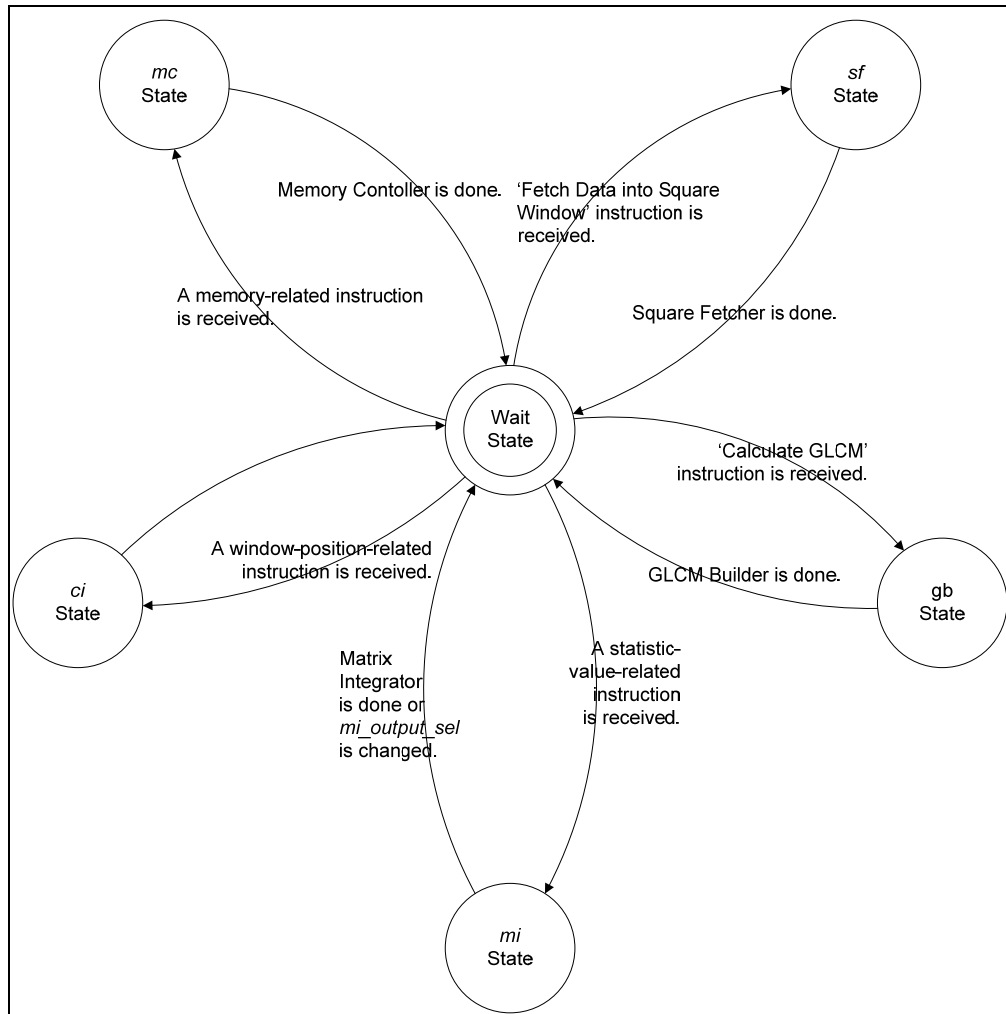 mc
State
sf
State
Memory Contoller is done.
'Fetch Data into Square
Window' instruction is
received.
A memory-related instruction
is received.
Square Fetcher is done.
Wait
State
'Calculate GLCM'
instruction is received.
A window-position-related
instruction is received.
GLCM Builder is done.
ci
State
gb
State
Matrix
Integrator
is done or
mi_output_sel
is changed.
A statistic-
value-related
instruction
is received.
mi
State